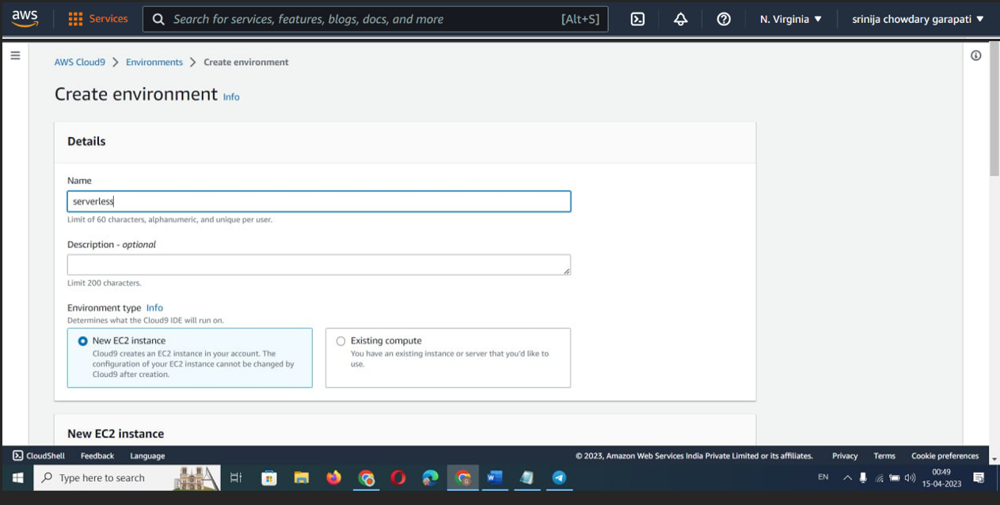 aws
Services
Search for services, features, blogs, docs, and more
[Alt+S]
N. Virginia
srinija chowdary garapati
AWS Cloud9 > Environments > Create environment
Create environment Info
Details
Name
serverless
Limit of 60 characters, alphanumeric, and unique per user.
Description - optional
Limit 200 characters.
Environment type Info
Determines what the Cloud9 IDE will run on.
New EC2 instance
Cloud9 creates an EC2 instance in your account. The
configuration of your EC2 instance cannot be changed by
Cloud9 after creation.
Existing compute
You have an existing instance or server that you'd like to
use.
New EC2 instance
CloudShell
Feedback
Language
© 2023, Amazon Web Services India Private Limited or its affiliates.
Privacy
Terms
Cookie preferences
Type here to search
EN
00:49
15-04-2023